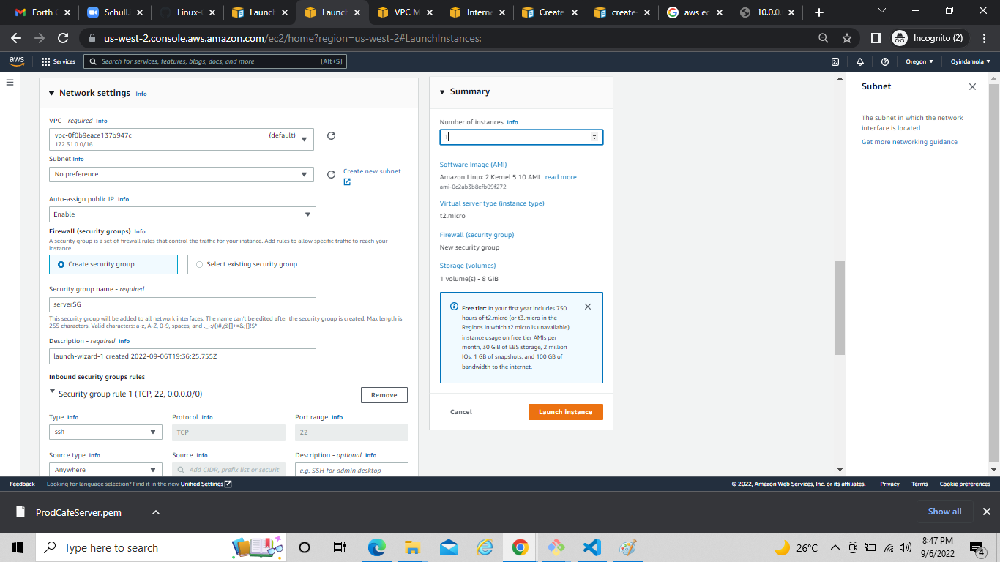 Forth
Schull
Linux-
Launch
Launch
VPC M
Interne
Create
create-
aws ec
10.0.0.
us-west-2.console.aws.amazon.com/ec2/home?region=us-west-2#LaunchInstances:
Incognito (2)
aws
Services
Search for services, features, blogs, docs, and more
[Alt+S]
Oregon
Oyindamola
Network settings Info
VPC - required Info
(default)
Subnet Info
No preference
Create new subnet
Auto-assign public IP Info
Enable
Firewall (security groups) Info
A security group is a set of firewall rules that control the traffic for your instance. Add rules to allow specific traffic to reach your
instance.
Create security group
Select existing security group
Security group name - required
serverSG
This security group will be added to all network interfaces. The name can't be edited after the security group is created. Max length is
255 characters. Valid characters: a-z, A-Z, 0-9, spaces, and
Description - required Info
launch-wizard-1 created 2022-09-06T19:56:25.755Z
Inbound security groups rules
Security group rule 1 (TCP, 22, 0.0.0.0/0)
Remove
Type Info
Protocol Info
Port range Info
ssh
TCP
22
Source type Info
Source Info
Description - optional Info
Anywhere
Add CIDR, prefix list or securit
e.g. SSH for admin desktop
Summary
Number of instances Info
1
Software Image (AMI)
Amazon Linux 2 Kernel 5.10 AMI read more
Virtual server type (instance type)
t2.micro
Firewall (security group)
New security group
Storage (volumes)
1 volume(s) - 8 GiB
Free tier: In your first year includes 750
hours of t2.micro (or t3.micro in the
Regions in which t2.micro is unavailable)
instance usage on free tier AMIs per
month, 30 GiB of EBS storage, 2 million
IOs, 1 GB of snapshots, and 100 GB of
bandwidth to the internet.
Cancel
Launch instance
Subnet
The subnet in which the network
interface is located.
Get more networking guidance
Feedback
Looking for language selection? Find it in the new Unified Settings
© 2022, Amazon Web Services, Inc. or its affiliates.
Privacy
Terms
Cookie preferences
ProdCafeServer.pem
Show all
Type here to search
26°C
8:47 PM
9/6/2022
4